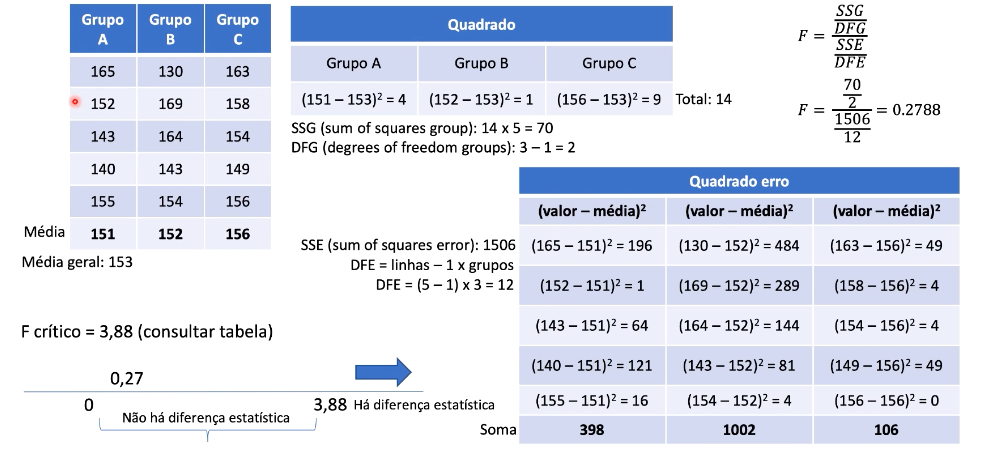 Grupo A Grupo B Grupo C
165 130 163
152 169 158
143 164 154
140 143 149
155 154 156
Média 151 152 156
Média geral: 153
Quadrado
Grupo A Grupo B Grupo C
(151 – 153)² = 4 (152 – 153)² = 1 (156 – 153)² = 9 Total: 14
SSG (sum of squares group): 14 x 5 = 70
DFG (degrees of freedom groups): 3 – 1 = 2
F = SSG/DFG / SSE/DFE
F = 70/2 / 1506/12 = 0.2788
SSE (sum of squares error): 1506
DFE = linhas – 1 x grupos
DFE = (5 – 1) x 3 = 12
Quadrado erro
(valor – média)² (valor – média)² (valor – média)²
(165 – 151)² = 196 (130 – 152)² = 484 (163 – 156)² = 49
(152 – 151)² = 1 (169 – 152)² = 289 (158 – 156)² = 4
(143 – 151)² = 64 (164 – 152)² = 144 (154 – 156)² = 4
(140 – 151)² = 121 (143 – 152)² = 81 (149 – 156)² = 49
(155 – 151)² = 16 (154 – 152)² = 4 (156 – 156)² = 0
Soma 398 1002 106
F crítico = 3,88 (consultar tabela)
0,27
0 3,88 Há diferença estatística
Não há diferença estatística